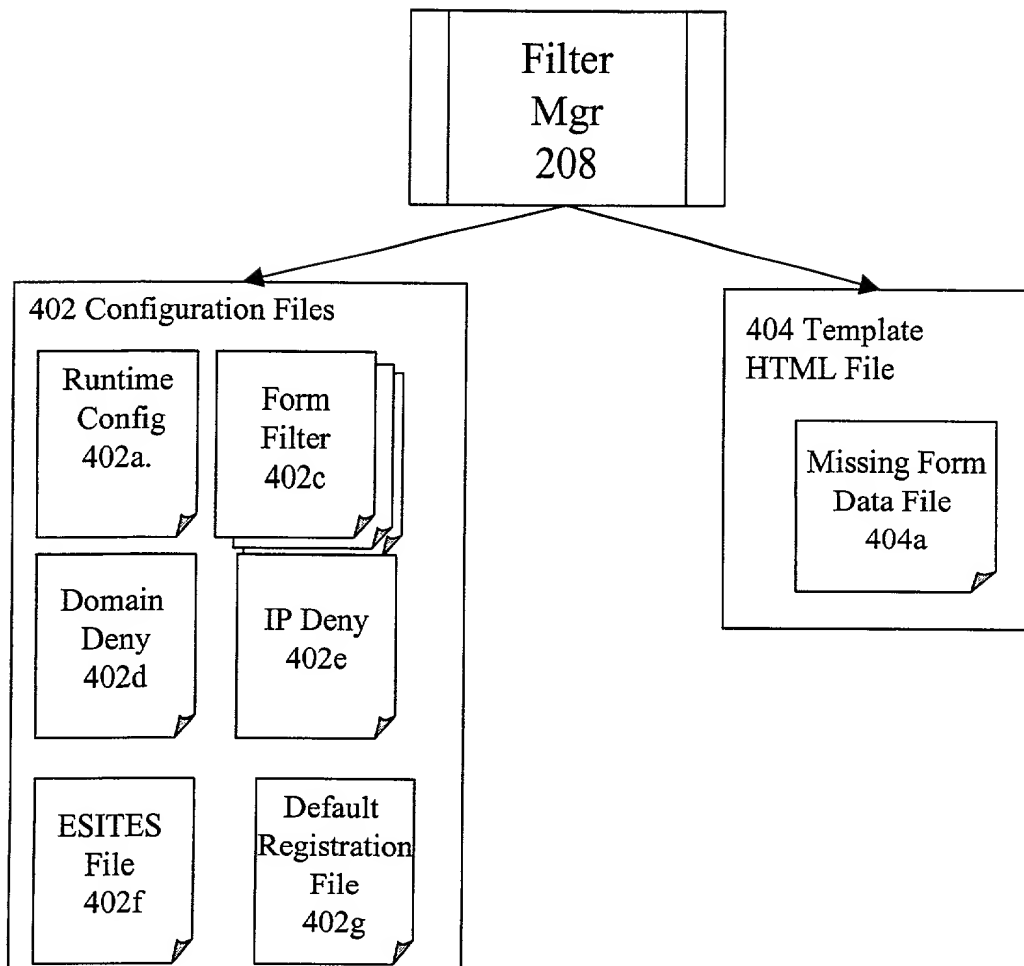 Filter
Mgr
208
402 Configuration Files
Runtime
Config
402a.
Form
Filter
402c
Domain
Deny
402d
IP Deny
402e
ESITES
File
402f
Default
Registration
File
402g
404 Template
HTML File
Missing Form
Data File
404a